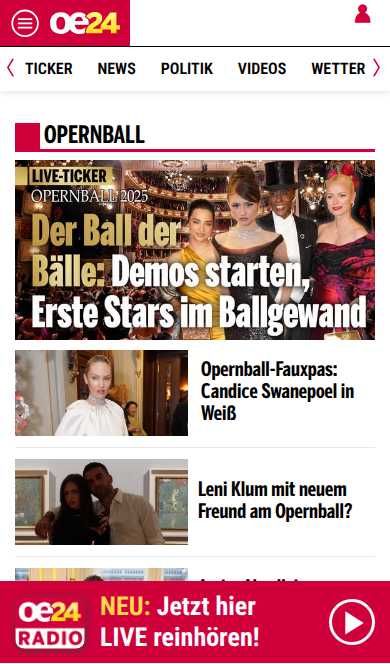 oe24
TICKER NEWS POLITIK VIDEOS WETTER
OPERNBALL
LIVE-TICKER
OPERNBALL 2025
Der Ball der
Bälle: Demos starten,
Erste Stars im Ballgewand
Opernball-Fauxpas:
Candice Swanepoel in
Weiß
Leni Klum mit neuem
Freund am Opernball?
oe24
RADIO
NEU: Jetzt hier
LIVE reinhören!